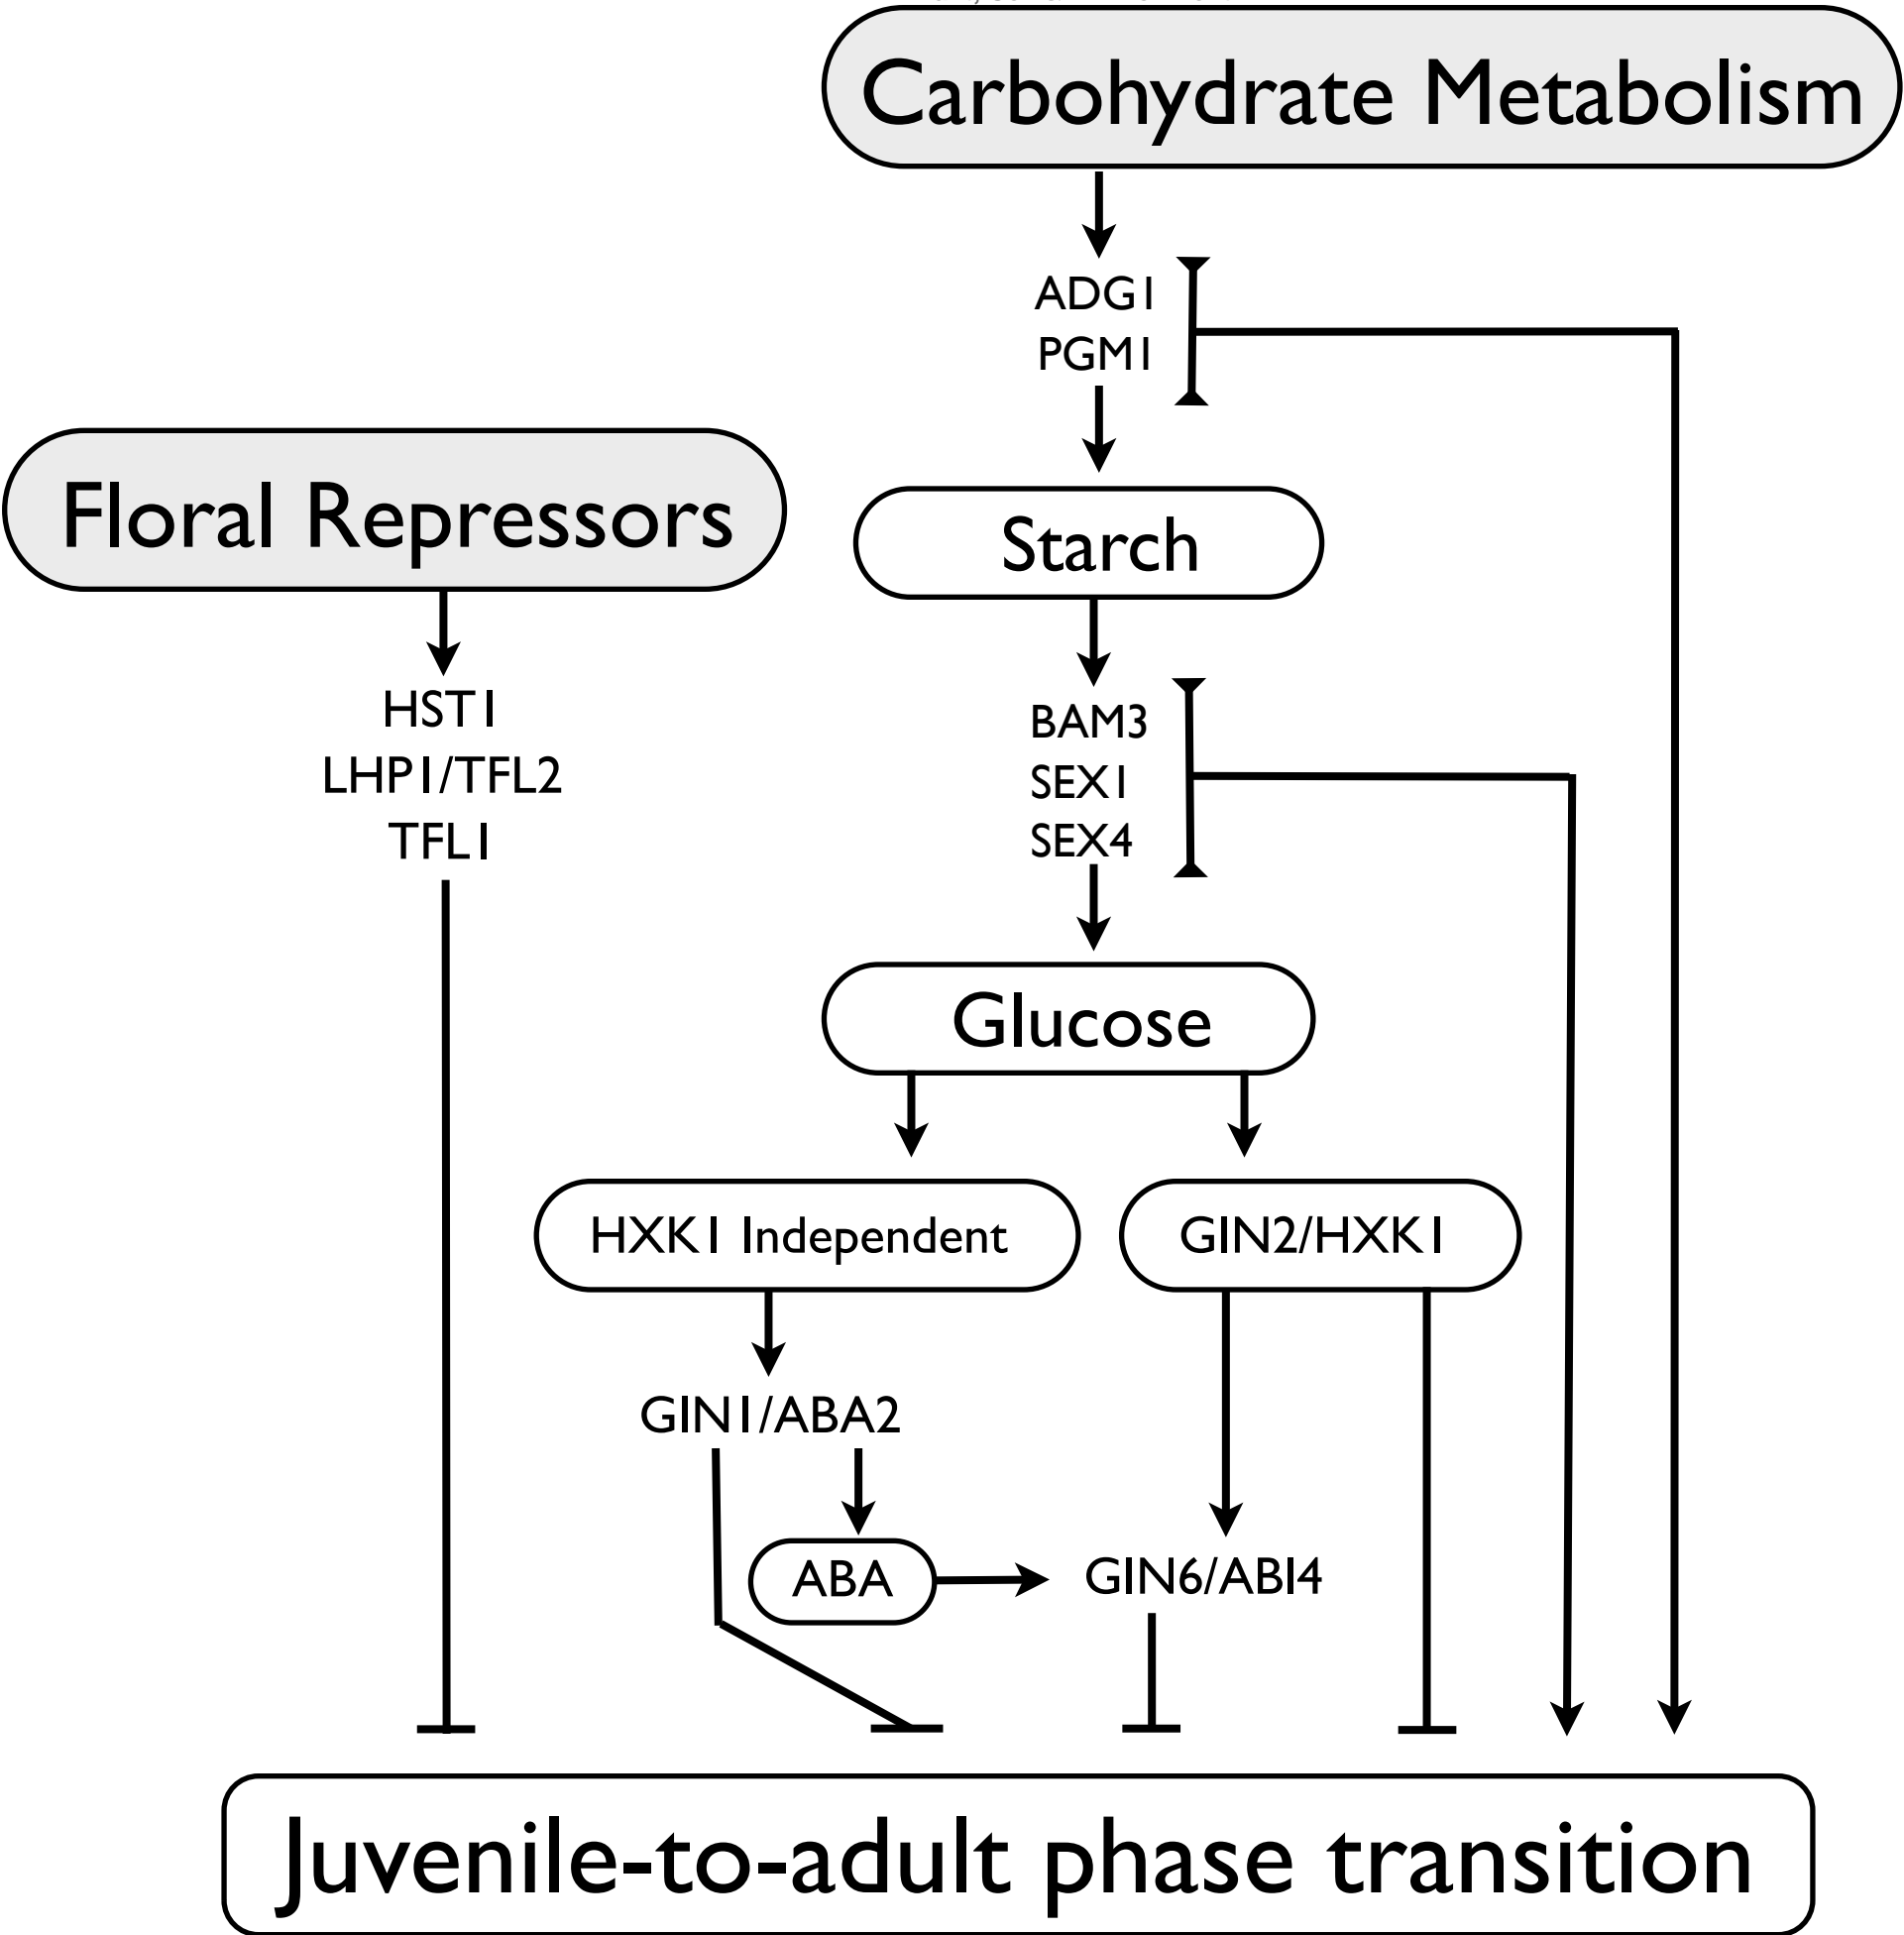 Carbohydrate Metabolism
ADG1
PGM1
Floral Repressors
Starch
HST1
LHP1/TFL2
TFL1
BAM3
SEX1
SEX4
Glucose
HXK1 Independent
GIN2/HXK1
GIN1/ABA2
ABA
GIN6/ABI4
Juvenile-to-adult phase transition